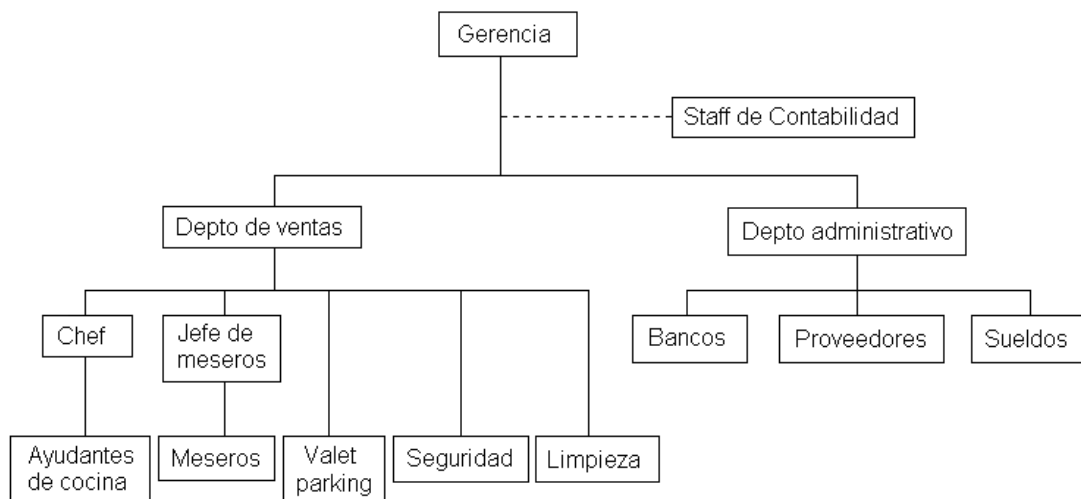 Gerencia
Staff de Contabilidad
Depto de ventas
Depto administrativo
Chef
Jefe de
meseros
Bancos
Proveedores
Sueldos
Ayudantes
de cocina
Meseros
Valet
parking
Seguridad
Limpieza